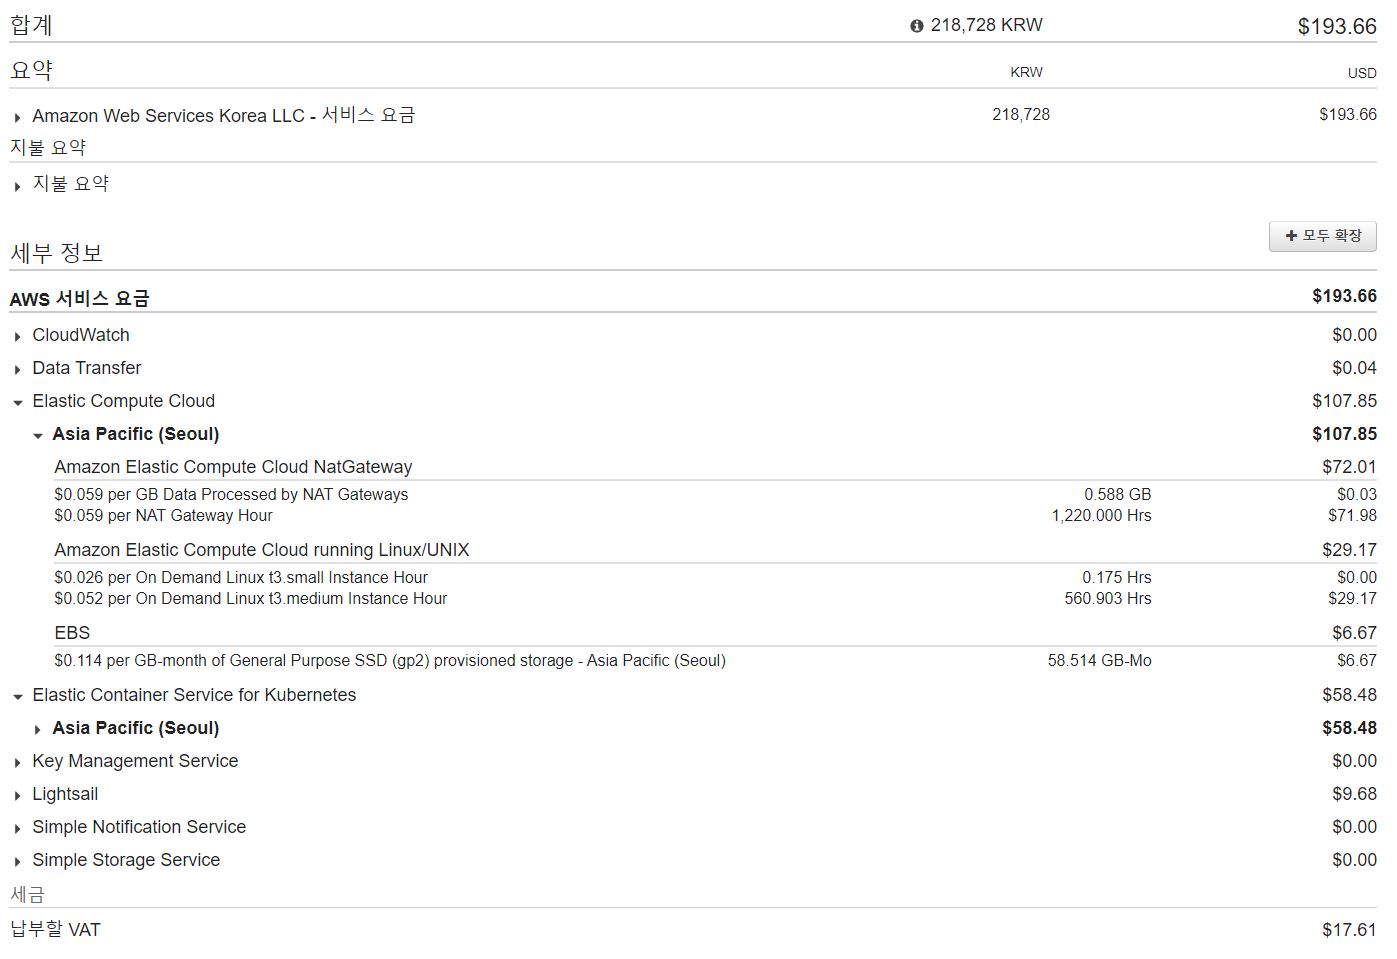 합계 218,728 KRW $193.66
요약 KRW USD
Amazon Web Services Korea LLC - 서비스 요금 218,728 $193.66
지불 요약
지불 요약
+ 모두 확장
세부 정보
AWS 서비스 요금 $193.66
CloudWatch $0.00
Data Transfer $0.04
Elastic Compute Cloud $107.85
Asia Pacific (Seoul) $107.85
Amazon Elastic Compute Cloud NatGateway $72.01
$0.059 per GB Data Processed by NAT Gateways 0.588 GB $0.03
$0.059 per NAT Gateway Hour 1,220.000 Hrs $71.98
Amazon Elastic Compute Cloud running Linux/UNIX $29.17
$0.026 per On Demand Linux t3.small Instance Hour 0.175 Hrs $0.00
$0.052 per On Demand Linux t3.medium Instance Hour 560.903 Hrs $29.17
EBS $6.67
$0.114 per GB-month of General Purpose SSD (gp2) provisioned storage - Asia Pacific (Seoul) 58.514 GB-Mo $6.67
Elastic Container Service for Kubernetes $58.48
Asia Pacific (Seoul) $58.48
Key Management Service $0.00
Lightsail $9.68
Simple Notification Service $0.00
Simple Storage Service $0.00
세금
납부할 VAT $17.61